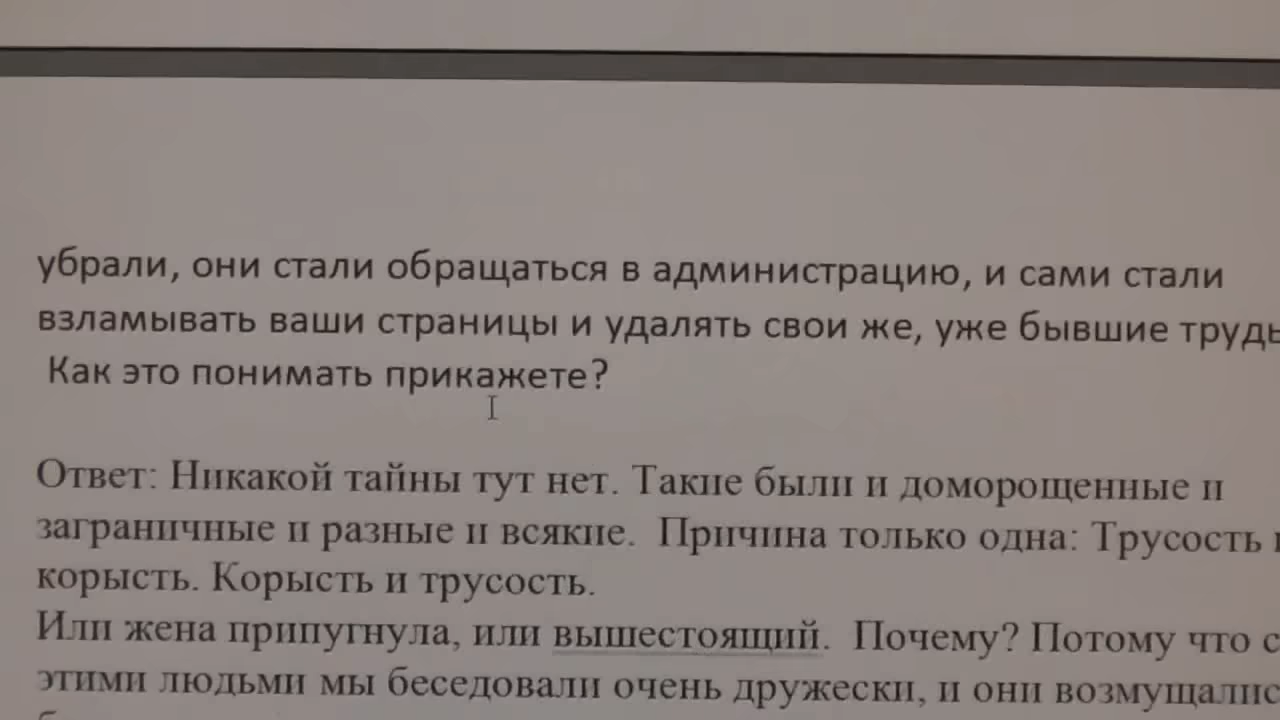 убрали, они стали обращаться в администрацию, и сами стали
взламывать ваши страницы и удалять свои же, уже бывшие
Как это понимать прикажете?
Ответ: Никакой тайны тут нет. Такие были и доморощенные и
заграничные и разные и всякие. Причина только одна: Трусость
корысть. Корысть и трусость.
Или жена припугнула, или вышестоящий. Почему? Потому что с
этими людьми мы беседовали очень дружески, и они